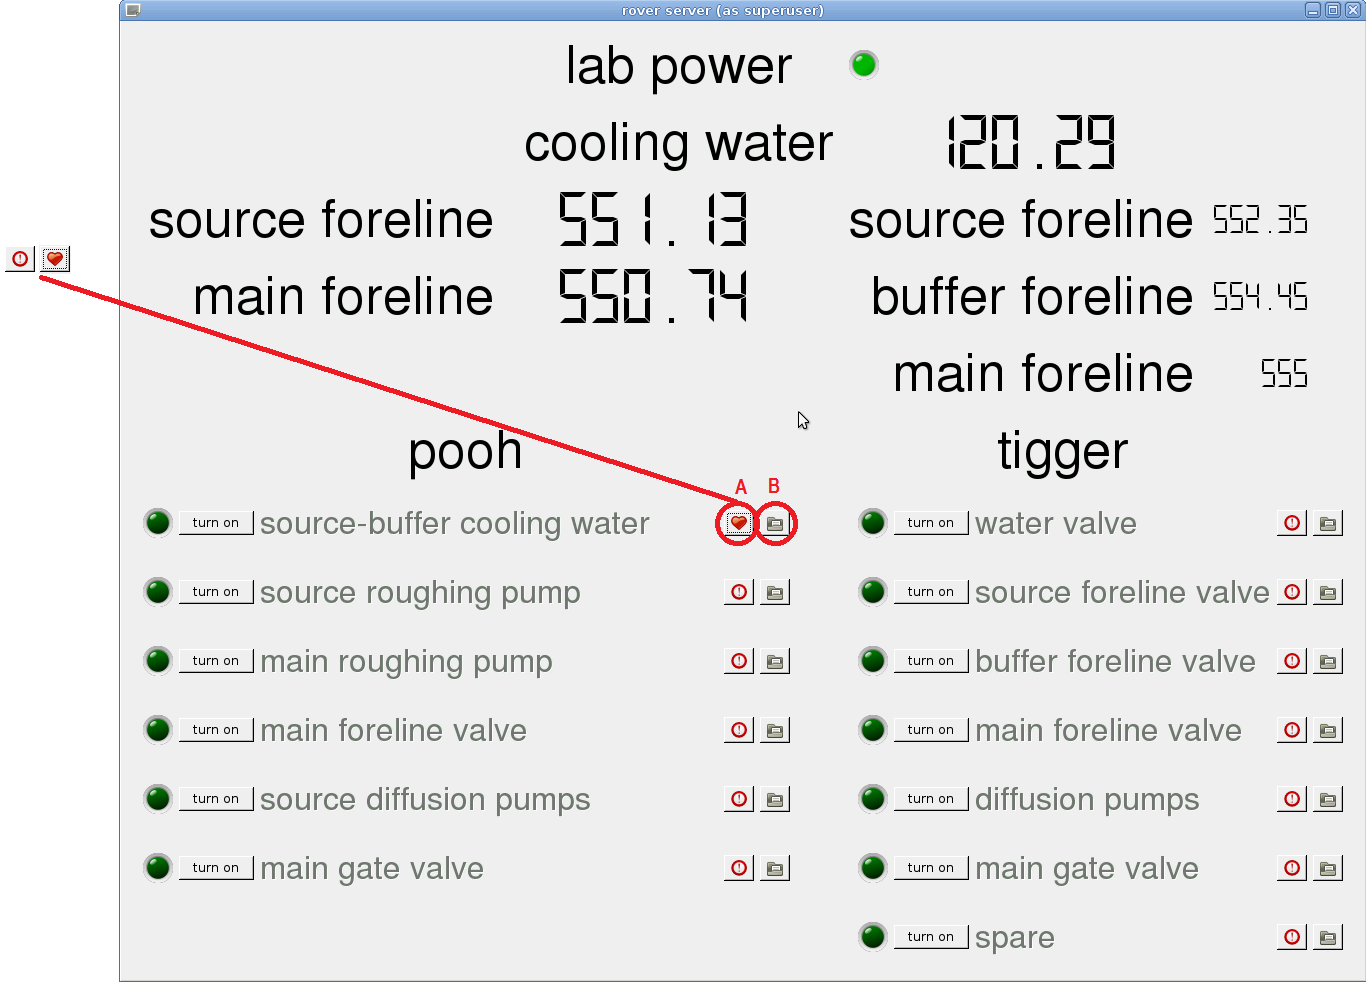 rover server (as superuser)
lab power
cooling water 120.29
source foreline 551.13 source foreline 552.35
main foreline 550.74 buffer foreline 554.45
main foreline 555
pooh tigger
A B
turn on source-buffer cooling water turn on water valve
turn on source roughing pump turn on source foreline valve
turn on main roughing pump turn on buffer foreline valve
turn on main foreline valve turn on main foreline valve
turn on source diffusion pumps turn on diffusion pumps
turn on main gate valve turn on main gate valve
turn on spare